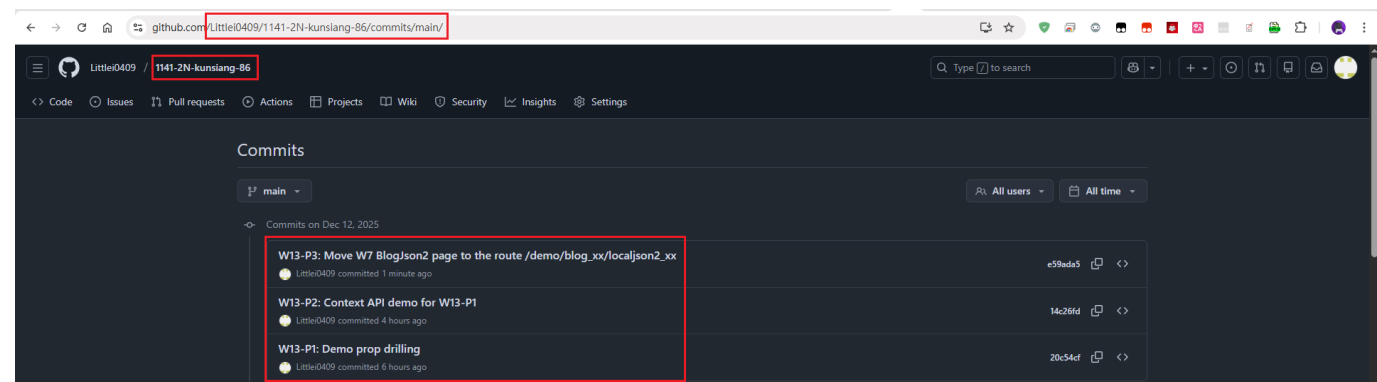 github.com/Littlei0409/1141-2N-kunsiang-86/commits/main/
Littlei0409 / 1141-2N-kunsiang-86
Type / to search
Code Issues Pull requests Actions Projects Wiki Security Insights Settings
Commits
main
All users All time
Commits on Dec 12, 2025
W13-P3: Move W7 BlogJson2 page to the route /demo/blog_xx/localjson2_xx
Littlei0409 committed 1 minute ago
e59ada5
W13-P2: Context API demo for W13-P1
Littlei0409 committed 4 hours ago
14c26fd
W13-P1: Demo prop drilling
Littlei0409 committed 6 hours ago
20c54cf